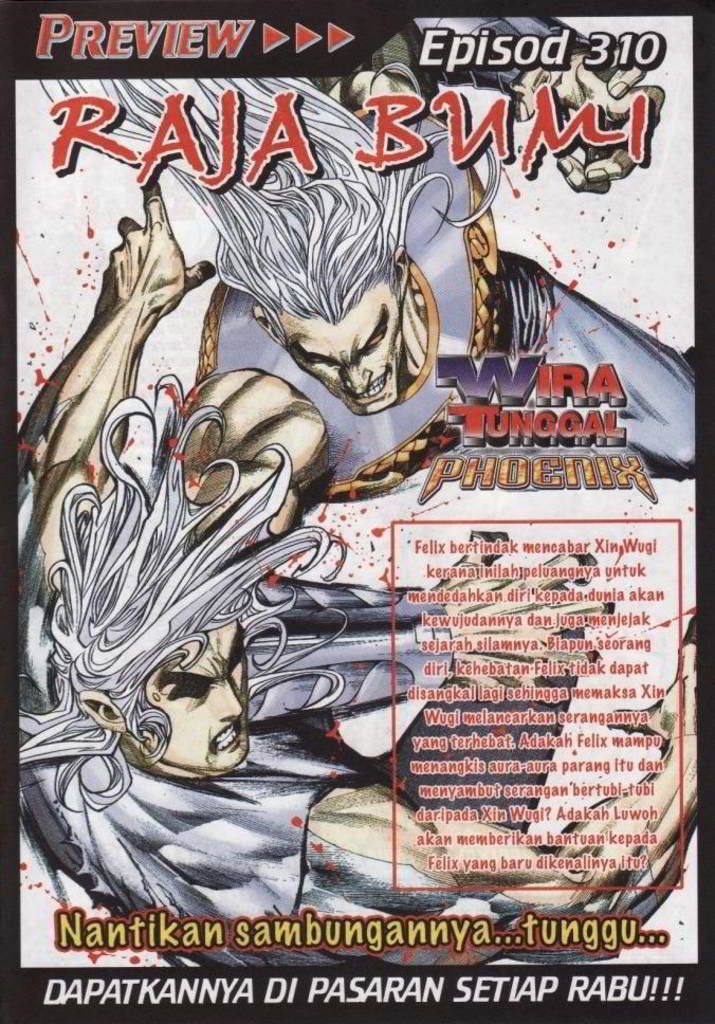 PREVIEW
Episod 310
RAJA BUMI
WIRA
TUNGGAL
PHOENIX
Felix bertindak mencabar Xin Wugi
kerana inilah peluangnya untuk
mendedahkan diri kepada dunia akan
kewujudannya dan juga menjejak
sejarah silamnya. Biapun seorang
diri, kehebatan Felix tidak dapat
disangkal lagi sehingga memaksa Xin
Wugi melancarkan serangannya
yang terhebat. Adakah Felix mampu
menangkis aura-aura parang itu dan
menyambut serangan bertubi-tubi
daripada Xin Wugi? Adakah Luwoh
akan memberikan bantuan kepada
Felix yang baru dikenalinya itu?
Nantikan sambungannya...tunggu...
DAPATKANNYA DI PASARAN SETIAP RABU!!!